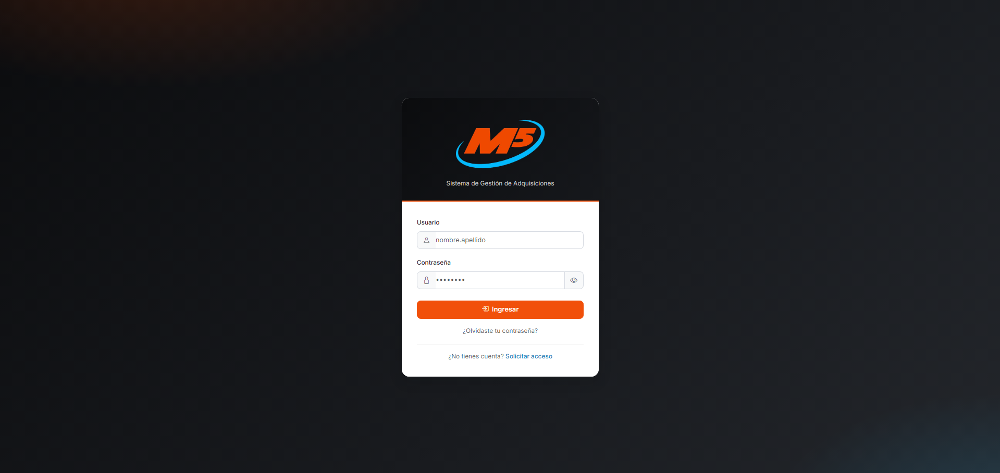 M5
Sistema de Gestión de Adquisiciones
Usuario
nombre.apellido
Contraseña
••••••••
Ingresar
¿Olvidaste tu contraseña?
¿No tienes cuenta? Solicitar acceso